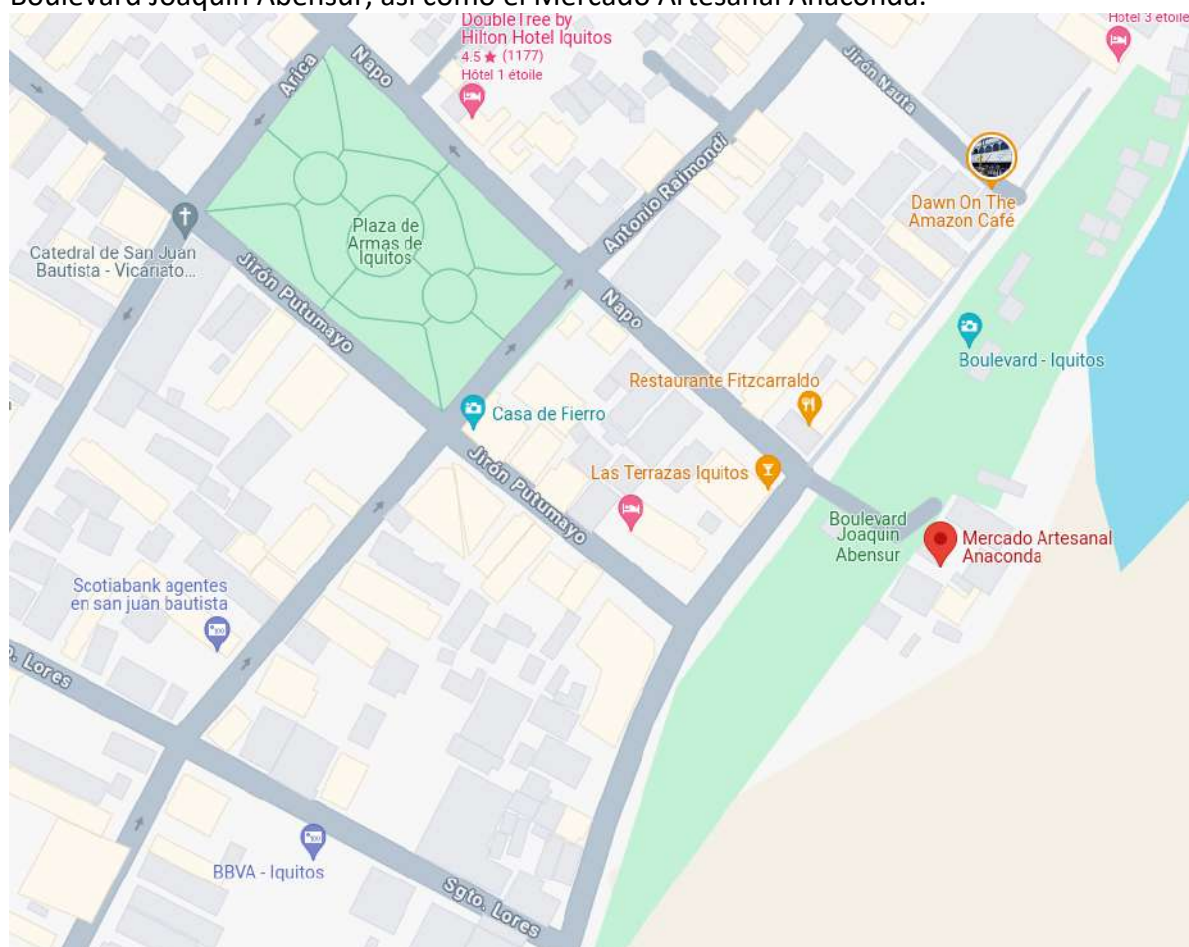 Boulevard Joaquin Abensur, así como el Mercado Artesanal Anaconda.
DoubleTree by
Hilton Hotel Iquitos
4.5 ★ (1177)
Hôtel 1 étoile
Hôtel 3 étoile
Arica
Napo
Jirón Nauta
Antonio Raimondi
Dawn On The
Amazon Café
Plaza de
Armas de
Iquitos
Catedral de San Juan
Bautista - Vicariato...
Jirón Putumayo
Napo
Boulevard - Iquitos
Restaurante Fitzcarraldo
Casa de Fierro
Las Terrazas Iquitos
Jirón Putumayo
Boulevard
Joaquin
Abensur
Mercado Artesanal
Anaconda
Scotiabank agentes
en san juan bautista
o. Lores
BBVA - Iquitos
Sgto. Lores